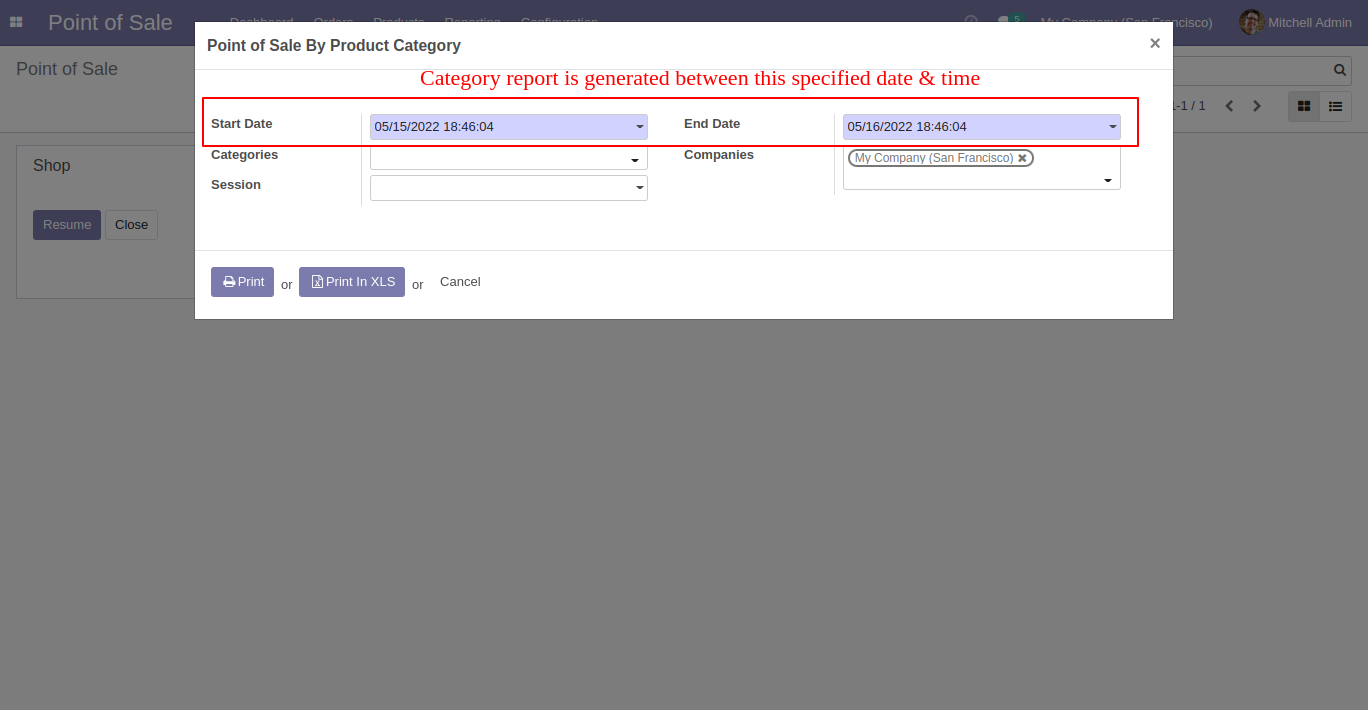 Point of Sale
Dashboard Orders Products Reporting Configuration
5 My Company (San Francisco) Mitchell Admin
Point of Sale By Product Category ×
Point of Sale
Category report is generated between this specified date & time
1-1 / 1
Start Date 05/15/2022 18:46:04 End Date 05/16/2022 18:46:04
Categories Companies My Company (San Francisco)
Shop
Session
Resume Close
Print or Print In XLS or Cancel